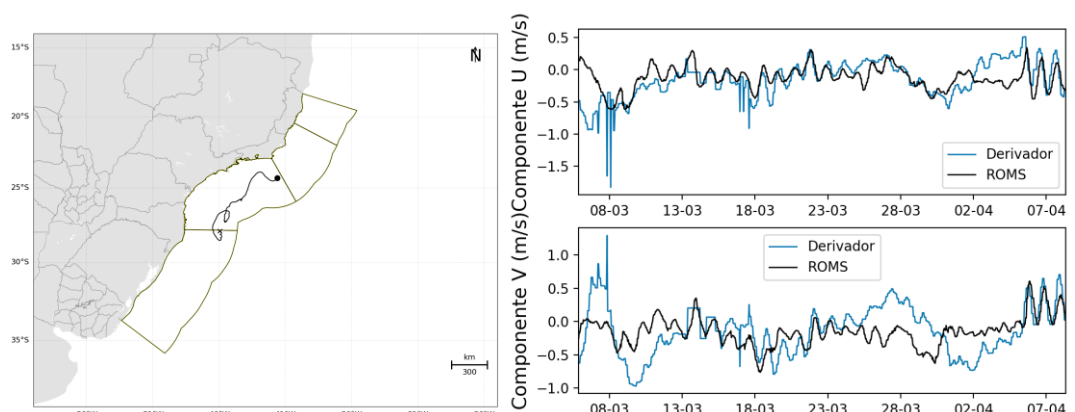 15°S
20°S
25°S
30°S
35°S
N
km
300
Componente U (m/s)
0.5
0.0
−0.5
−1.0
−1.5
Derivador
ROMS
08-03
13-03
18-03
23-03
28-03
02-04
07-04
Componente V (m/s)
1.0
0.5
0.0
−0.5
−1.0
Derivador
ROMS
08-03
13-03
18-03
23-03
28-03
02-04
07-04